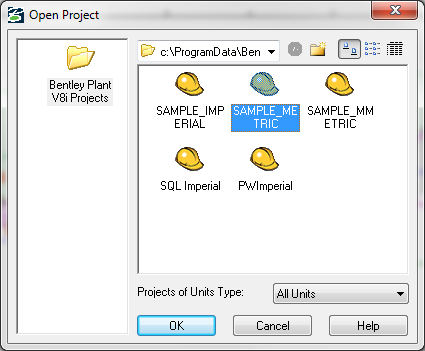 Open Project
Bentley Plant
V8i Projects
c:\ProgramData\Ben
SAMPLE_IMP
ERIAL
SAMPLE_ME
TRIC
SAMPLE_MM
ETRIC
SQL Imperial
PWImperial
Projects of Units Type:
All Units
OK
Cancel
Help